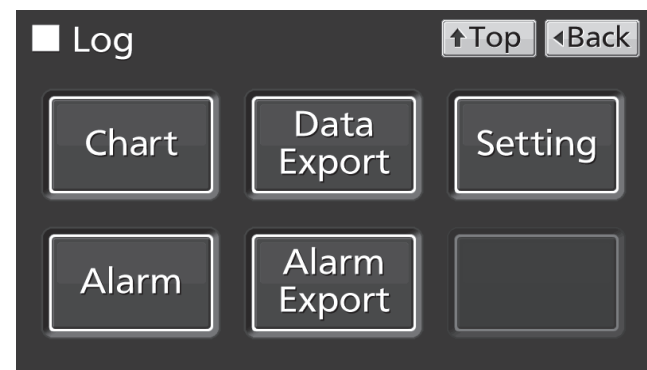 Log
↑Top
◂Back
Chart
Data
Export
Setting
Alarm
Alarm
Export